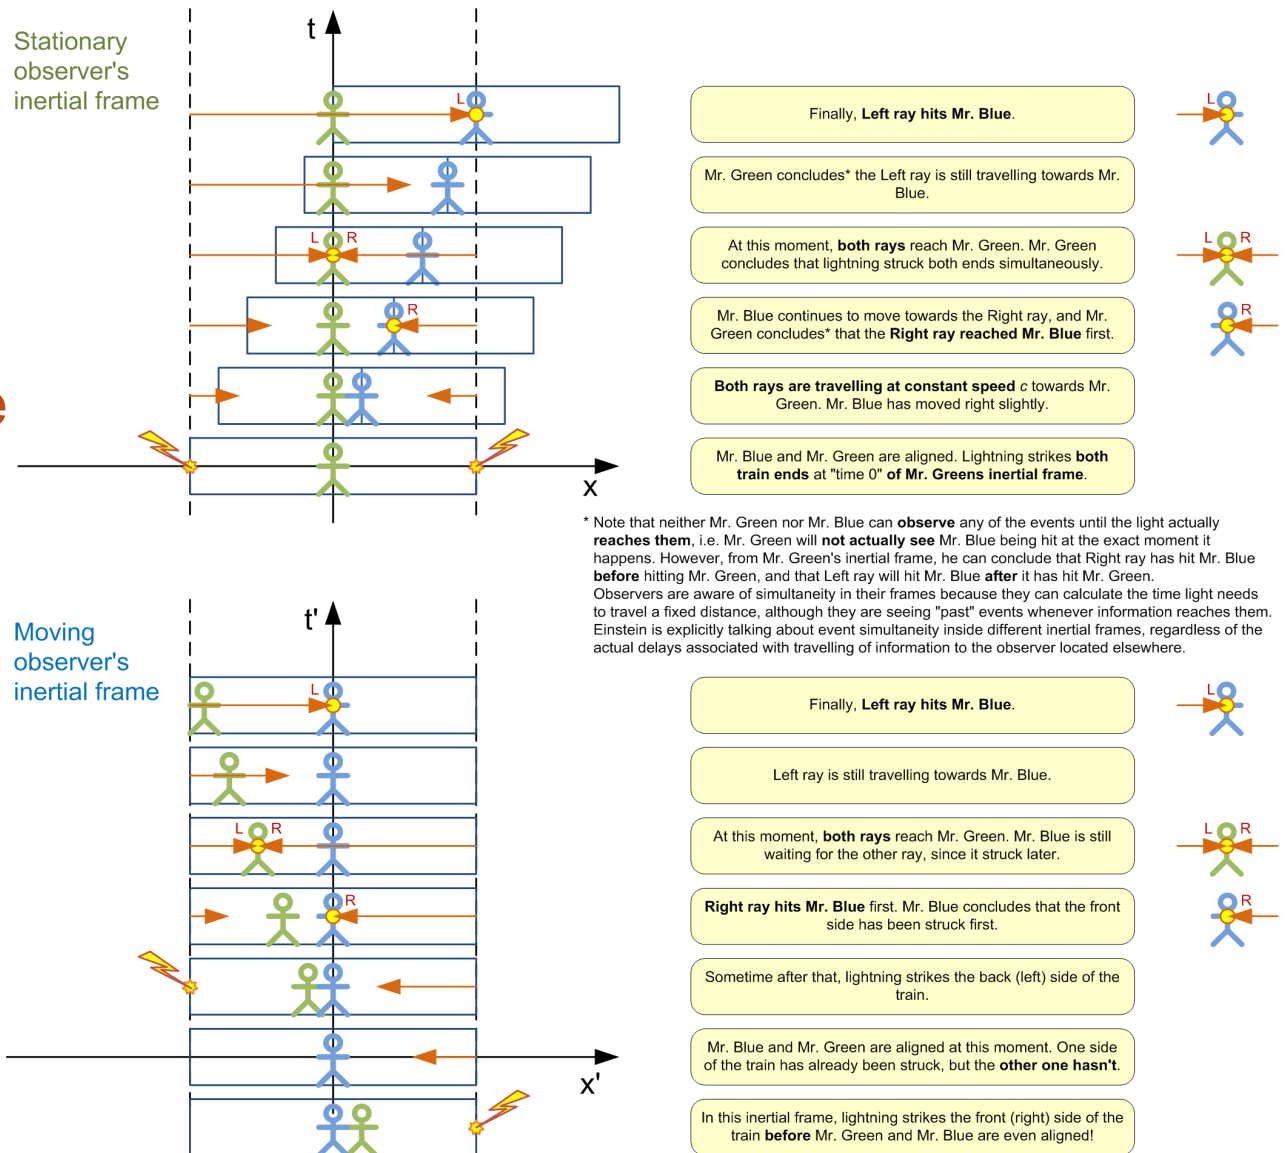 Stationary
observer's
inertial frame
t
L
Finally, Left ray hits Mr. Blue.
L
Mr. Green concludes* the Left ray is still travelling towards Mr.
Blue.
L R
At this moment, both rays reach Mr. Green. Mr. Green
concludes that lightning struck both ends simultaneously.
L R
R
Mr. Blue continues to move towards the Right ray, and Mr.
Green concludes* that the Right ray reached Mr. Blue first.
R
Both rays are travelling at constant speed c towards Mr.
Green. Mr. Blue has moved right slightly.
e
Mr. Blue and Mr. Green are aligned. Lightning strikes both
train ends at "time 0" of Mr. Greens inertial frame.
x
* Note that neither Mr. Green nor Mr. Blue can observe any of the events until the light actually
reaches them, i.e. Mr. Green will not actually see Mr. Blue being hit at the exact moment it
happens. However, from Mr. Green's inertial frame, he can conclude that Right ray has hit Mr. Blue
before hitting Mr. Green, and that Left ray will hit Mr. Blue after it has hit Mr. Green.
Observers are aware of simultaneity in their frames because they can calculate the time light needs
to travel a fixed distance, although they are seeing "past" events whenever information reaches them.
Einstein is explicitly talking about event simultaneity inside different inertial frames, regardless of the
actual delays associated with travelling of information to the observer located elsewhere.
Moving
observer's
inertial frame
t'
L
Finally, Left ray hits Mr. Blue.
L
Left ray is still travelling towards Mr. Blue.
L R
At this moment, both rays reach Mr. Green. Mr. Blue is still
waiting for the other ray, since it struck later.
L R
R
Right ray hits Mr. Blue first. Mr. Blue concludes that the front
side has been struck first.
R
Sometime after that, lightning strikes the back (left) side of the
train.
Mr. Blue and Mr. Green are aligned at this moment. One side
of the train has already been struck, but the other one hasn't.
x'
In this inertial frame, lightning strikes the front (right) side of the
train before Mr. Green and Mr. Blue are even aligned!